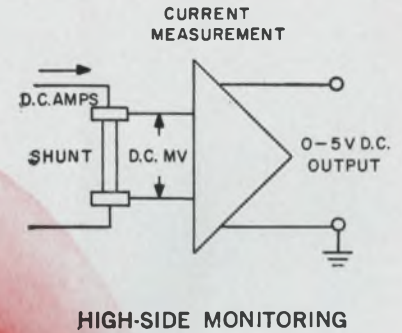 CURRENT
MEASUREMENT
D.C. AMPS
SHUNT
D.C. MV
0-5 V D.C.
OUTPUT
HIGH-SIDE MONITORING